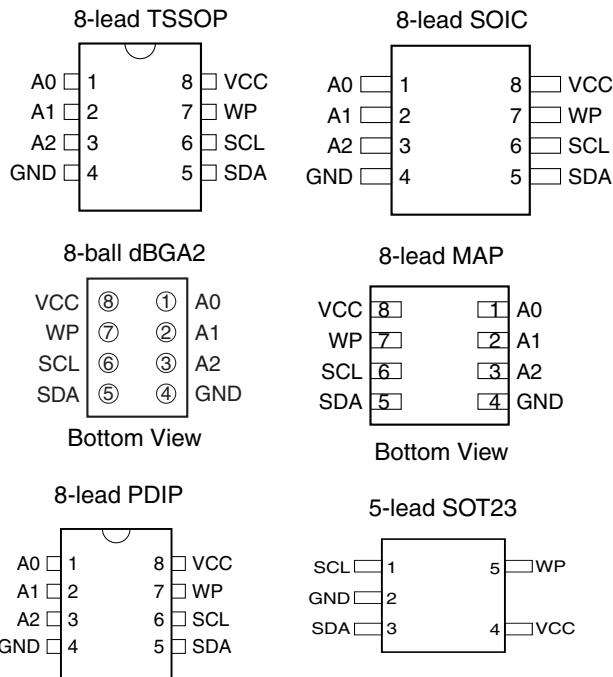 8-lead TSSOP
A0 1 8 VCC
A1 2 7 WP
A2 3 6 SCL
GND 4 5 SDA
8-lead SOIC
A0 1 8 VCC
A1 2 7 WP
A2 3 6 SCL
GND 4 5 SDA
8-ball dBGA2
VCC 8 1 A0
WP 7 2 A1
SCL 6 3 A2
SDA 5 4 GND
Bottom View
8-lead MAP
VCC 8 1 A0
WP 7 2 A1
SCL 6 3 A2
SDA 5 4 GND
Bottom View
8-lead PDIP
A0 1 8 VCC
A1 2 7 WP
A2 3 6 SCL
GND 4 5 SDA
5-lead SOT23
SCL 1 5 WP
GND 2
SDA 3 4 VCC